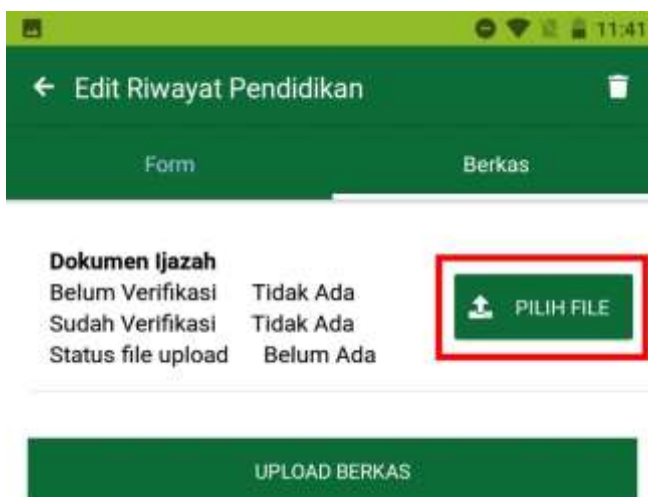 11:41
Edit Riwayat Pendidikan
Form Berkas
Dokumen Ijazah
Belum Verifikasi Tidak Ada
Sudah Verifikasi Tidak Ada
Status file upload Belum Ada
PILIH FILE
UPLOAD BERKAS